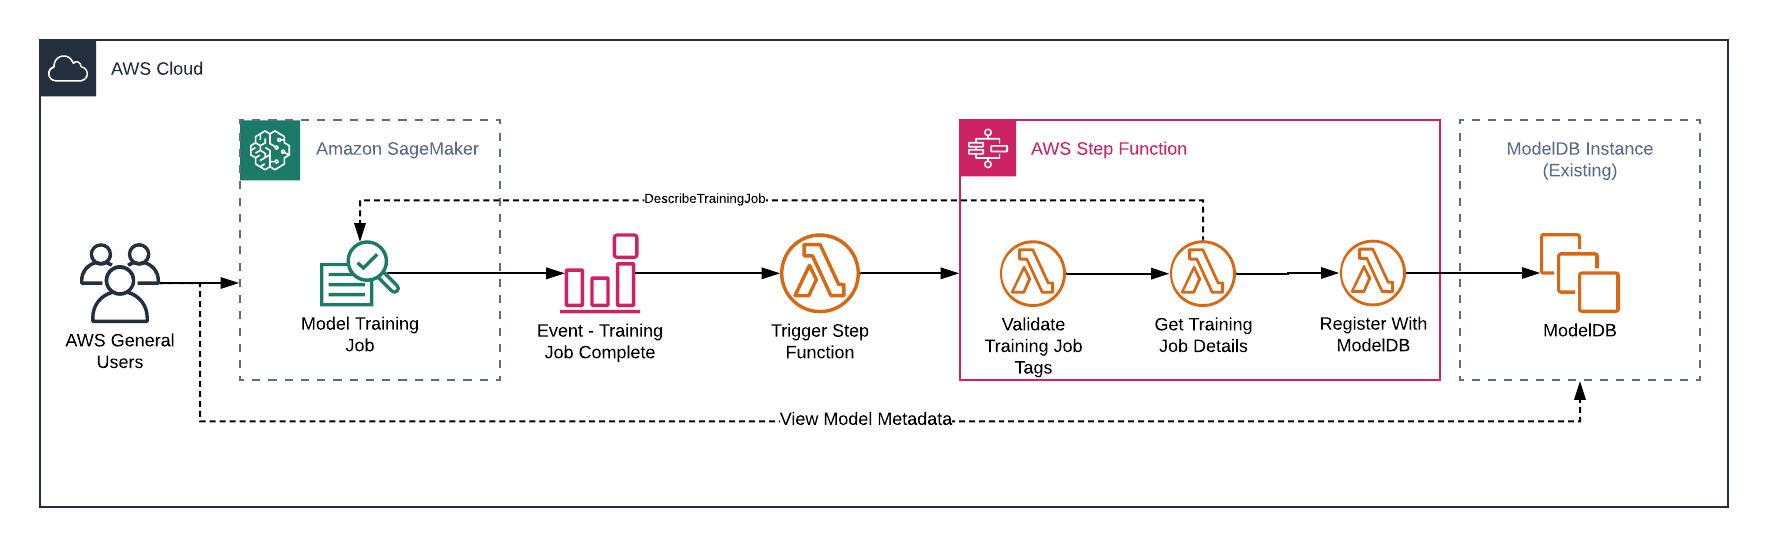 AWS Cloud
Amazon SageMaker
AWS Step Function
ModelDB Instance
(Existing)
DescribeTrainingJob
AWS General
Users
Model Training
Job
Event - Training
Job Complete
Trigger Step
Function
Validate
Training Job
Tags
Get Training
Job Details
Register With
ModelDB
ModelDB
View Model Metadata